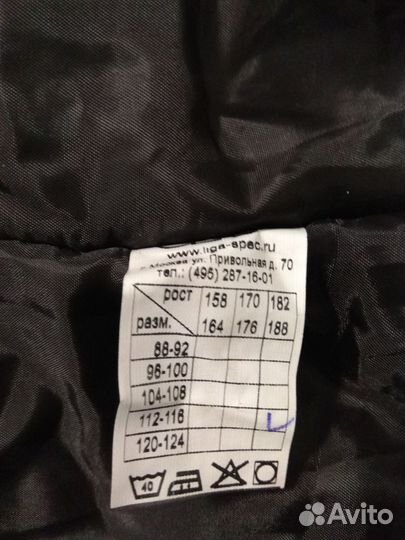 www.liga-spec.ru
г. Москва ул. Привольная д. 70
тел.: (495) 287-16-01
рост 158 170 182
разм. 164 176 188
88-92
96-100
104-108
112-116
120-124
40
Avito